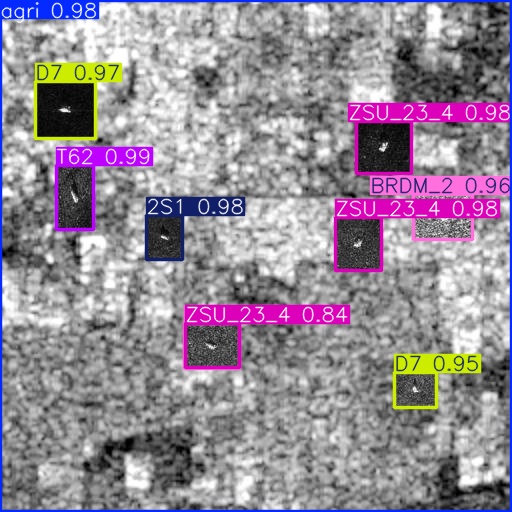 agri 0.98
D7 0.97
ZSU_23_4 0.98
T62 0.99
BRDM_2 0.96
2S1 0.98
ZSU_23_4 0.98
ZSU_23_4 0.84
D7 0.95